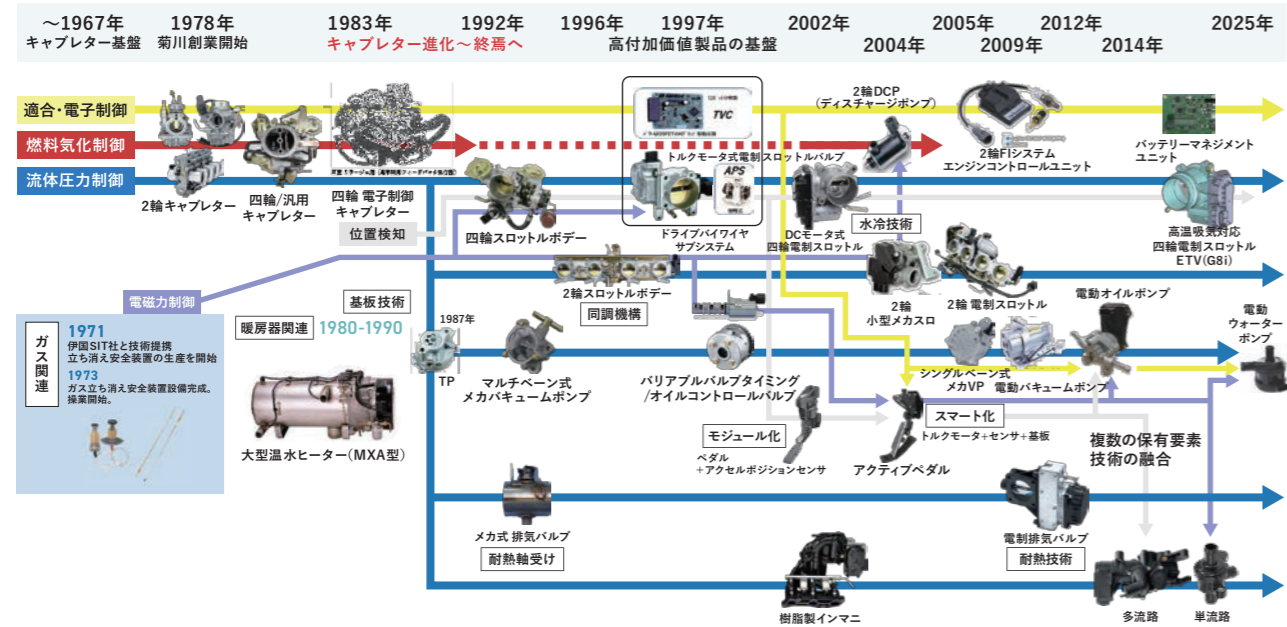 ～1967年
キャブレター基盤
1978年
菊川創業開始
1983年
キャブレター進化～終焉へ
1992年
1996年
1997年
高付加価値製品の基盤
2002年
2004年
2005年
2009年
2012年
2014年
2025年
適合・電子制御
燃料気化制御
流体圧力制御
2輪キャブレター
四輪/汎用
キャブレター
四輪 電子制御
キャブレター
位置検知
四輪スロットルボデー
TVC
トルクモータ式電制スロットルバルブ
APS
ドライブバイワイヤ
サブシステム
2輪DCP
(ディスチャージポンプ)
DCモータ式
四輪電制スロットル
水冷技術
2輪FIシステム
エンジンコントロールユニット
バッテリーマネジメント
ユニット
高温吸気対応
四輪電制スロットル
ETV(G8i)
電磁力制御
基板技術
2輪スロットルボデー
同調機構
2輪
小型メカスロ
2輪 電制スロットル
電動オイルポンプ
電動
ウォーター
ポンプ
ガス関連
1971
伊国SIT社と技術提携
立ち消え安全装置の生産を開始
1973
ガス立ち消え安全装置設備完成。
操業開始。
暖房器関連
1980-1990
大型温水ヒーター(MXA型)
1987年
TP
マルチベーン式
メカバキュームポンプ
バリアブルバルブタイミング
/オイルコントロールバルブ
シングルベーン式
メカVP
電動バキュームポンプ
モジュール化
ペダル
＋アクセルポジションセンサ
アクティブペダル
スマート化
トルクモータ＋センサ＋基板
複数の保有要素
技術の融合
メカ式 排気バルブ
耐熱軸受け
電制排気バルブ
耐熱技術
樹脂製インマニ
多流路
単流路